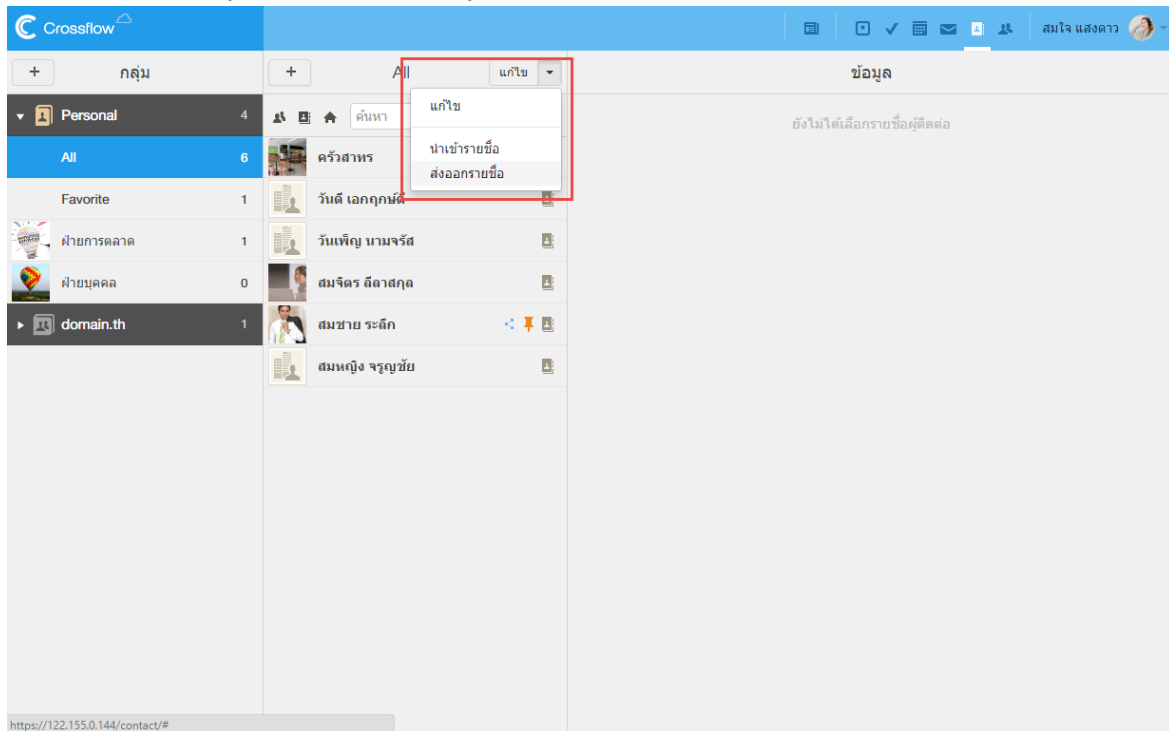 Crossflow
สมใจ แสงดาว
+ กลุ่ม
+ All แก้ไข
ข้อมูล
Personal 4
All 6
Favorite 1
ฝ่ายการตลาด 1
ฝ่ายบุคคล 0
domain.th 1
ค้นหา
แก้ไข
นำเข้ารายชื่อ
ส่งออกรายชื่อ
ครัวสาทร
วันดี เอกฤกษ์ดี
วันเพ็ญ นามจรัส
สมจิตร ลีลาสกุล
สมชาย ระลึก
สมหญิง จรูญชัย
ยังไม่ได้เลือกรายชื่อผู้ติดต่อ
https://122.155.0.144/contact/#